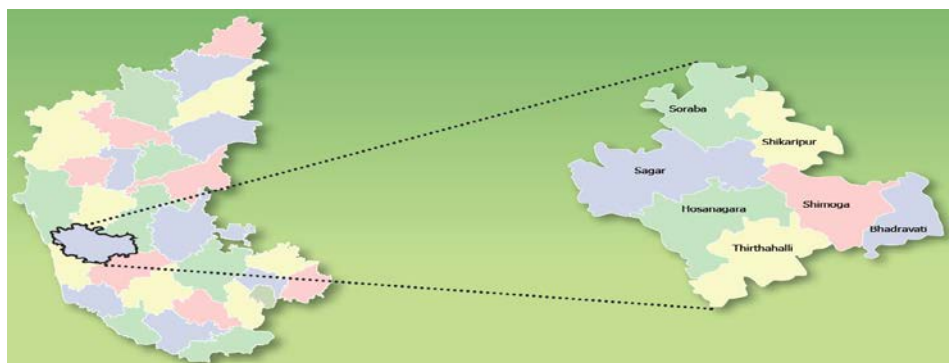 Soraba
Shikaripur
Sagar
Hosanagara
Shimoga
Bhadravati
Thirthahalli